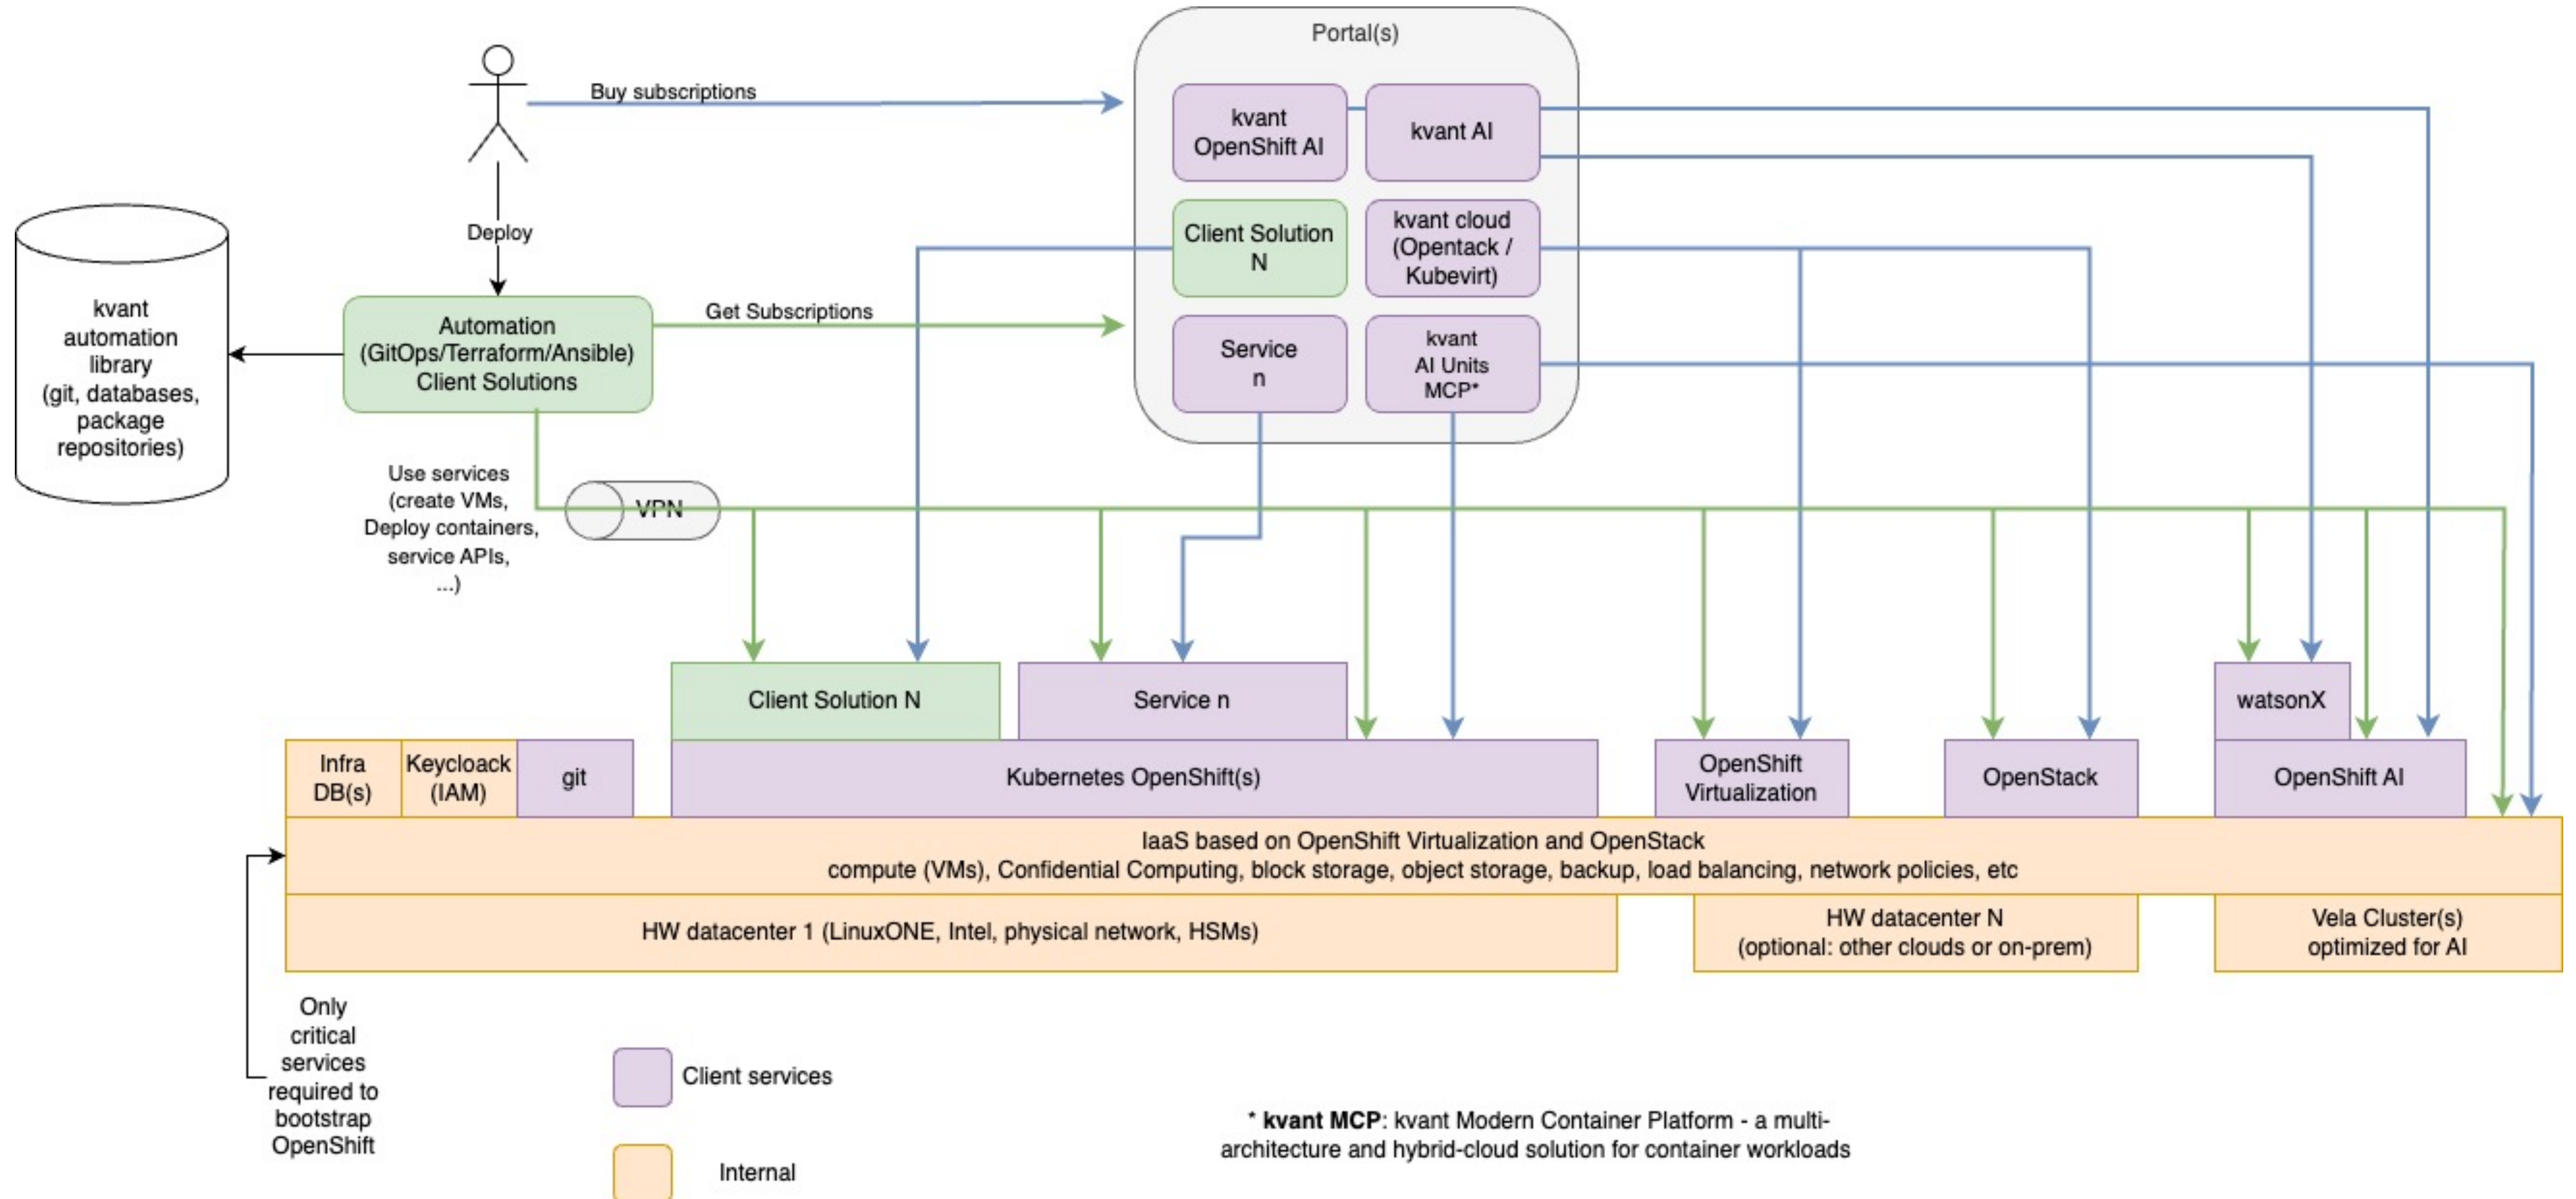 Portal(s)
Buy subscriptions
kvant
OpenShift AI
kvant AI
Deploy
Client Solution
N
kvant cloud
(Opentack /
Kubevirt)
kvant
automation
library
(git, databases,
package
repositories)
Automation
(GitOps/Terraform/Ansible)
Client Solutions
Get Subscriptions
Service
n
kvant
AI Units
MCP*
Use services
(create VMs,
Deploy containers,
service APIs,
...)
VPN
Client Solution N
Service n
watsonX
Infra
DB(s)
Keycloack
(IAM)
git
Kubernetes OpenShift(s)
OpenShift
Virtualization
OpenStack
OpenShift AI
IaaS based on OpenShift Virtualization and OpenStack
compute (VMs), Confidential Computing, block storage, object storage, backup, load balancing, network policies, etc
HW datacenter 1 (LinuxONE, Intel, physical network, HSMs)
HW datacenter N
(optional: other clouds or on-prem)
Vela Cluster(s)
optimized for AI
Only
critical
services
required to
bootstrap
OpenShift
Client services
Internal
* kvant MCP: kvant Modern Container Platform - a multi-
architecture and hybrid-cloud solution for container workloads